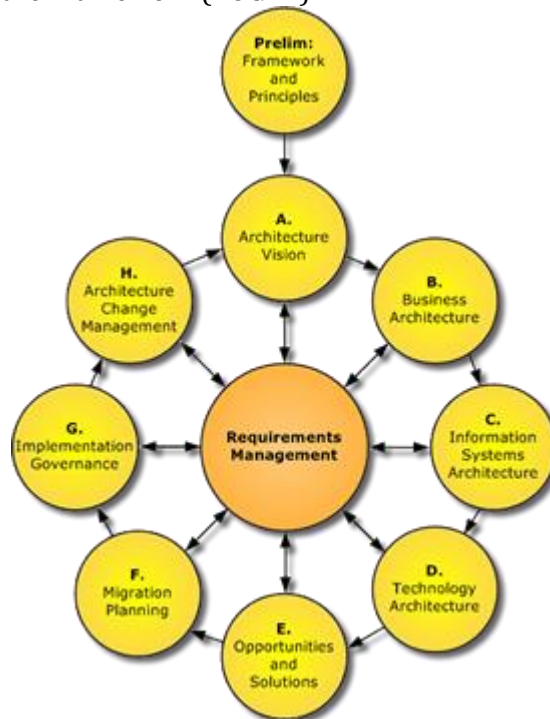 Prelim:
Framework
and
Principles
A.
Architecture
Vision
H.
Architecture
Change
Management
B.
Business
Architecture
G.
Implementation
Governance
Requirements
Management
C.
Information
Systems
Architecture
F.
Migration
Planning
D.
Technology
Architecture
E.
Opportunities
and
Solutions